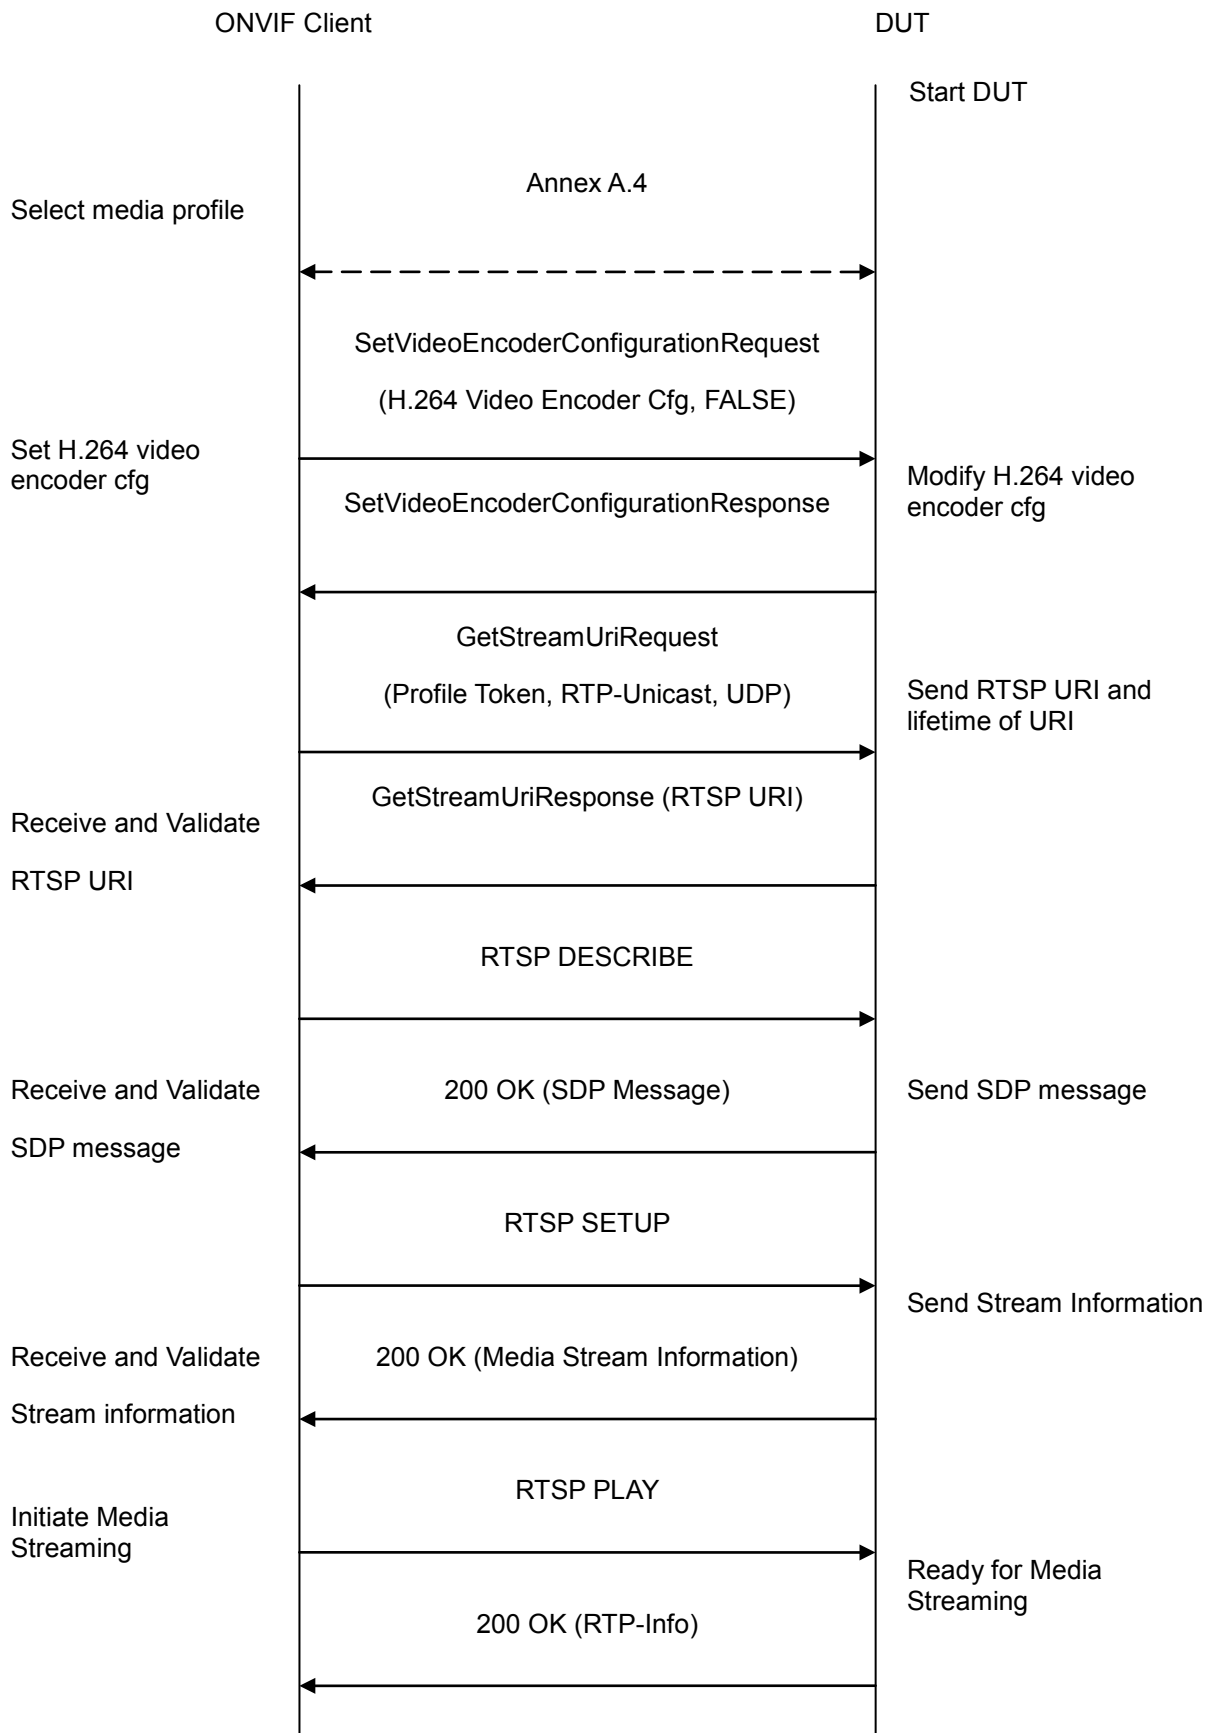 ONVIF Client
DUT
Start DUT
Annex A.4
Select media profile
SetVideoEncoderConfigurationRequest
(H.264 Video Encoder Cfg, FALSE)
Set H.264 video
encoder cfg
Modify H.264 video
encoder cfg
SetVideoEncoderConfigurationResponse
GetStreamUriRequest
(Profile Token, RTP-Unicast, UDP)
Send RTSP URI and
lifetime of URI
GetStreamUriResponse (RTSP URI)
Receive and Validate
RTSP URI
RTSP DESCRIBE
Receive and Validate
SDP message
200 OK (SDP Message)
Send SDP message
RTSP SETUP
Send Stream Information
Receive and Validate
Stream information
200 OK (Media Stream Information)
RTSP PLAY
Initiate Media
Streaming
Ready for Media
Streaming
200 OK (RTP-Info)